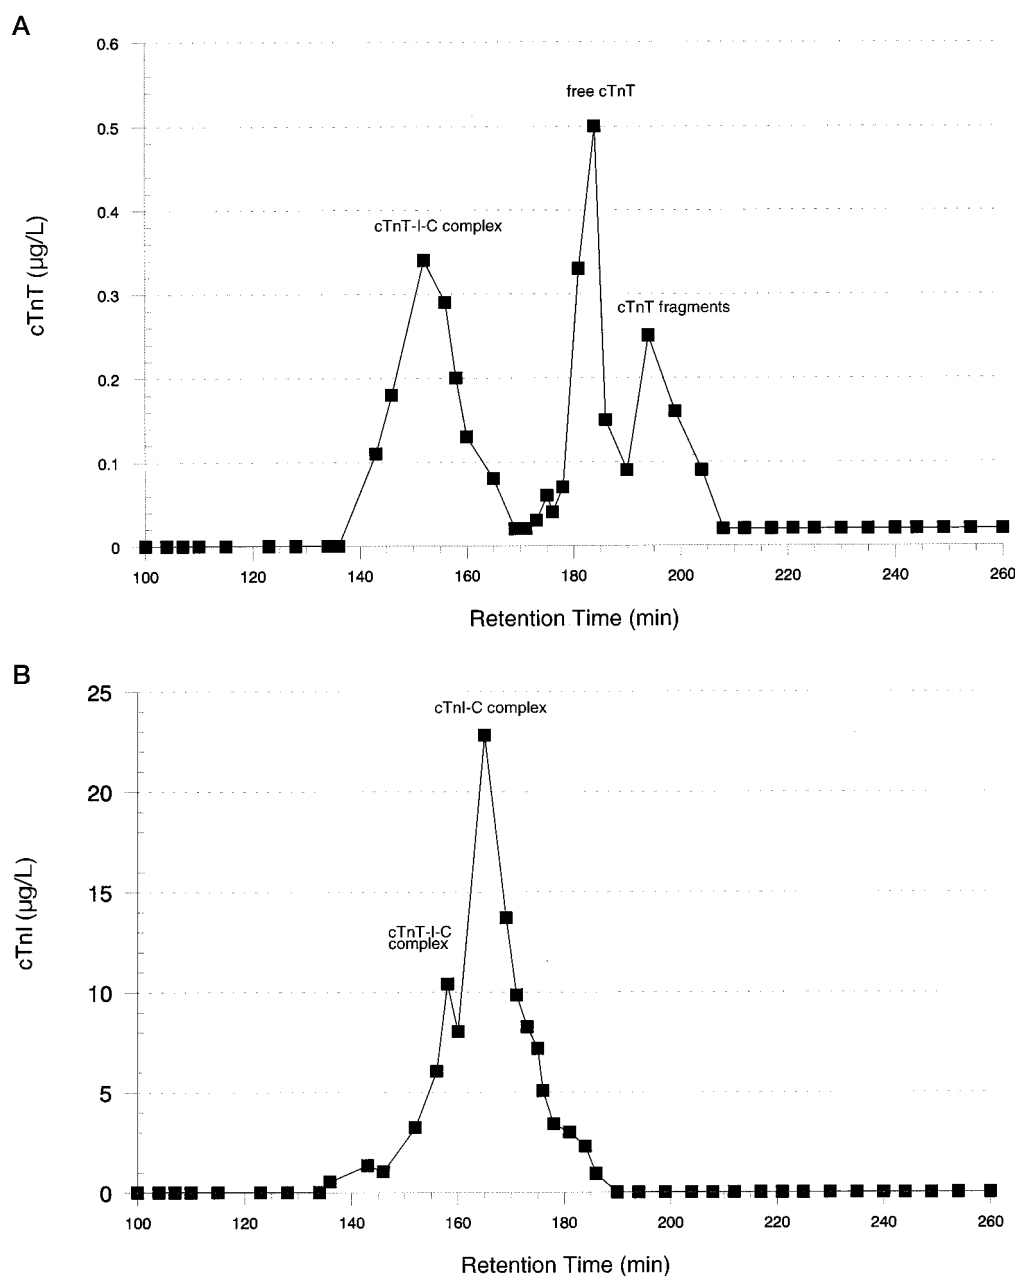 A
0.6
free cTnT
0.5
0.4
cTnT-I-C complex
cTnT (µg/L)
0.3
cTnT fragments
0.2
0.1
0
100 120 140 160 180 200 220 240 260
Retention Time (min)
B
25
cTnI-C complex
20
15
cTnI (µg/L)
cTnT-I-C
complex
10
5
0
100 120 140 160 180 200 220 240 260
Retention Time (min)